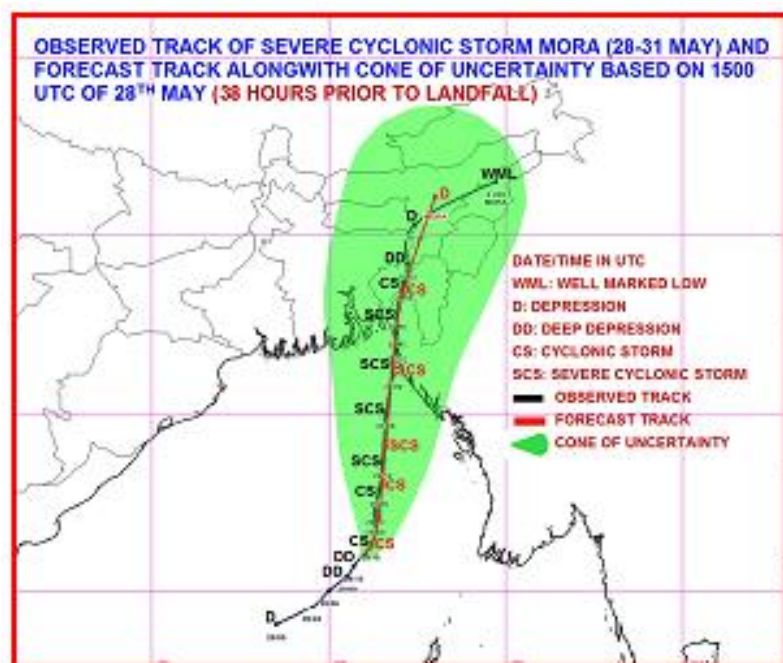 OBSERVED TRACK OF SEVERE CYCLONIC STORM MORA (28-31 MAY) AND
FORECAST TRACK ALONGWITH CONE OF UNCERTAINTY BASED ON 1500
UTC OF 28TH MAY (38 HOURS PRIOR TO LANDFALL)
WML
D
D
DD
CS
CS
SCS
SCS
SCS
SCS
SCS
SCS
CS
CS
CS
CS
DD
DD
D
DATE/TIME IN UTC
WML: WELL MARKED LOW
D: DEPRESSION
DD: DEEP DEPRESSION
CS: CYCLONIC STORM
SCS: SEVERE CYCLONIC STORM
OBSERVED TRACK
FORECAST TRACK
CONE OF UNCERTAINTY